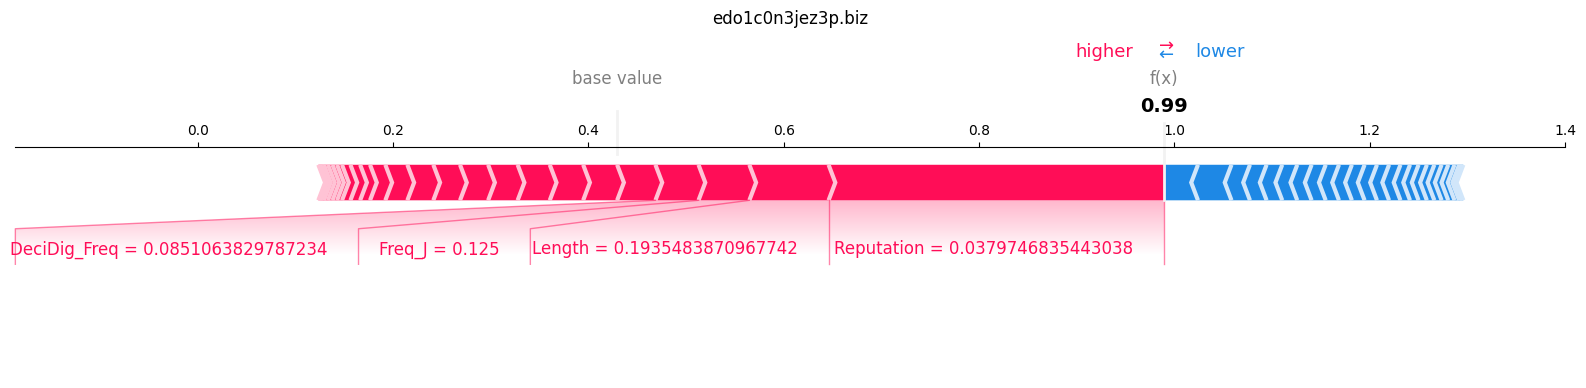 edo1c0n3jez3p.biz
higher ⇄ lower
base value f(x)
0.99
0.0 0.2 0.4 0.6 0.8 1.0 1.2 1.4
DeciDig_Freq = 0.0851063829787234 Freq_J = 0.125 Length = 0.1935483870967742 Reputation = 0.0379746835443038